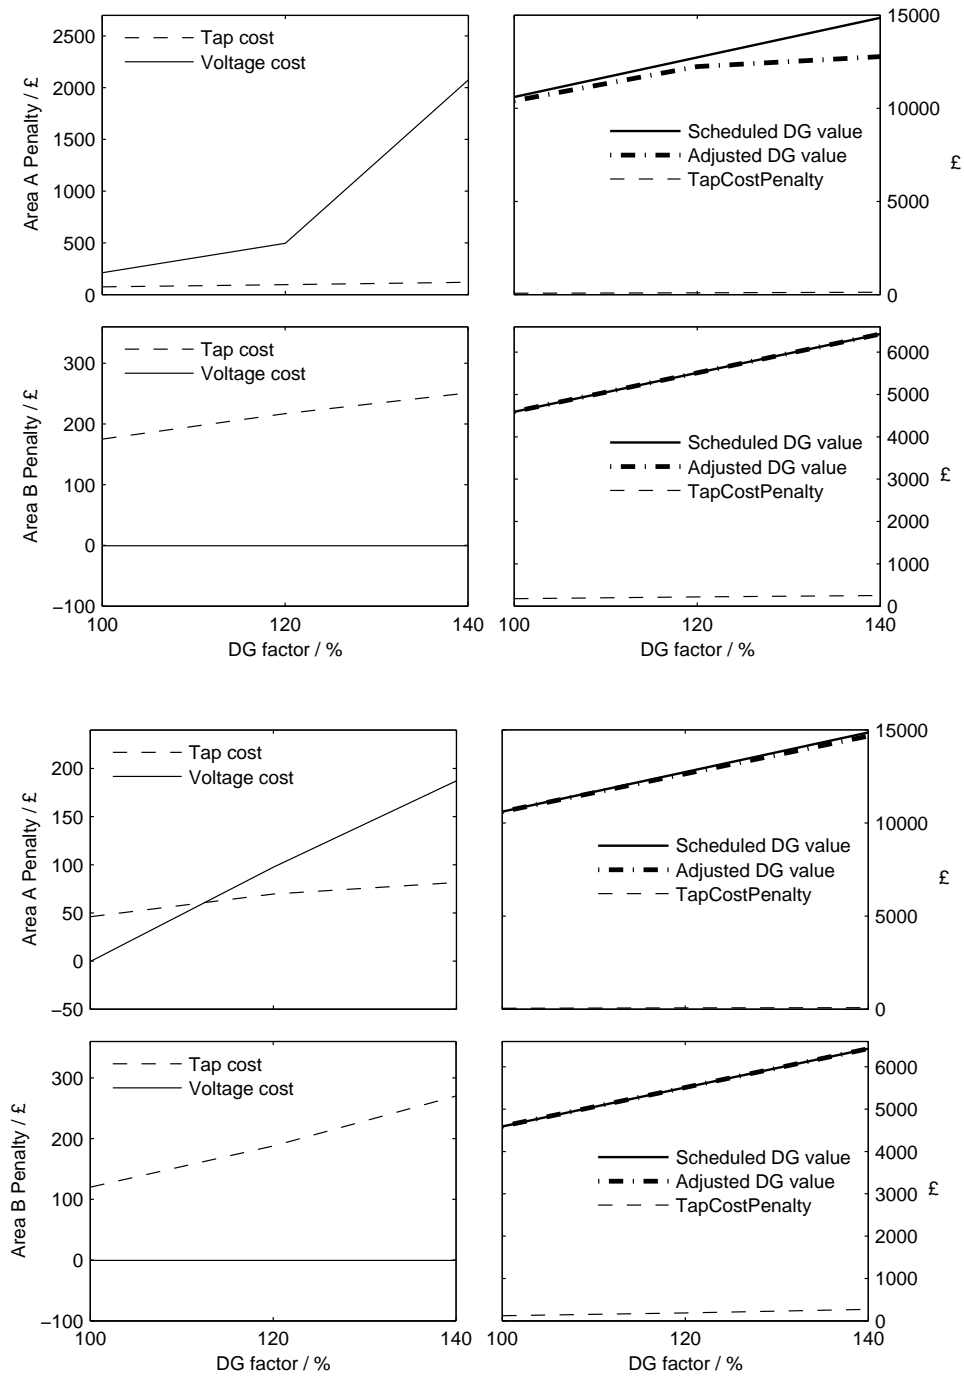 2500
2000
1500
1000
500
0
Area A Penalty / £
Tap cost
Voltage cost
15000
10000
5000
0
£
Scheduled DG value
Adjusted DG value
TapCostPenalty
300
200
100
0
−100
Area B Penalty / £
Tap cost
Voltage cost
100
120
140
DG factor / %
6000
5000
4000
3000
2000
1000
0
£
Scheduled DG value
Adjusted DG value
TapCostPenalty
100
120
140
DG factor / %
200
150
100
50
0
−50
Area A Penalty / £
Tap cost
Voltage cost
15000
10000
5000
0
£
Scheduled DG value
Adjusted DG value
TapCostPenalty
300
200
100
0
−100
Area B Penalty / £
Tap cost
Voltage cost
100
120
140
DG factor / %
6000
5000
4000
3000
2000
1000
0
£
Scheduled DG value
Adjusted DG value
TapCostPenalty
100
120
140
DG factor / %